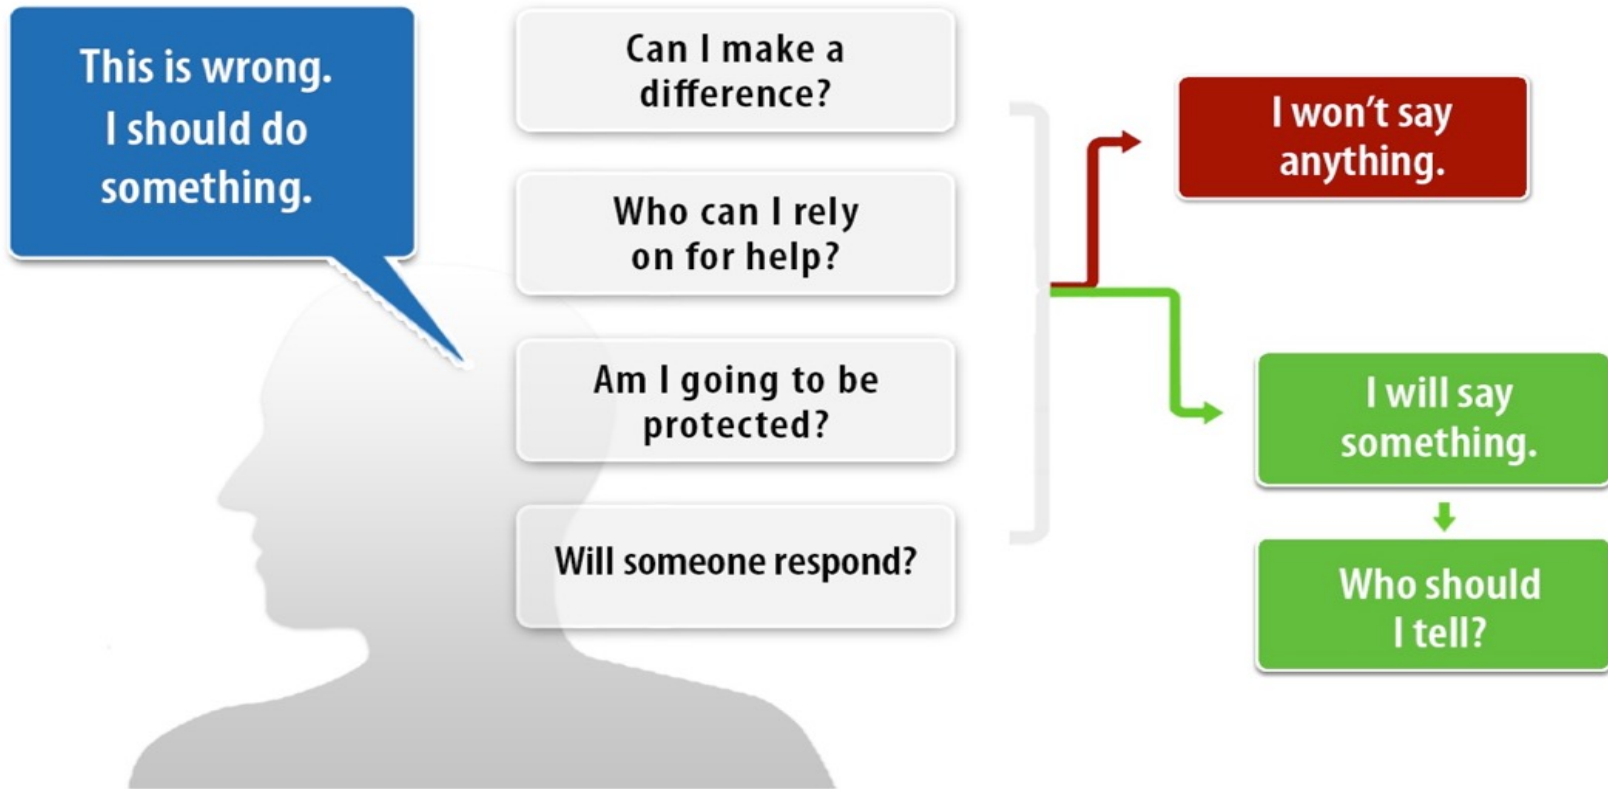 This is wrong.
I should do
something.
Can I make a
difference?
Who can I rely
on for help?
Am I going to be
protected?
Will someone respond?
I won’t say
anything.
I will say
something.
Who should
I tell?